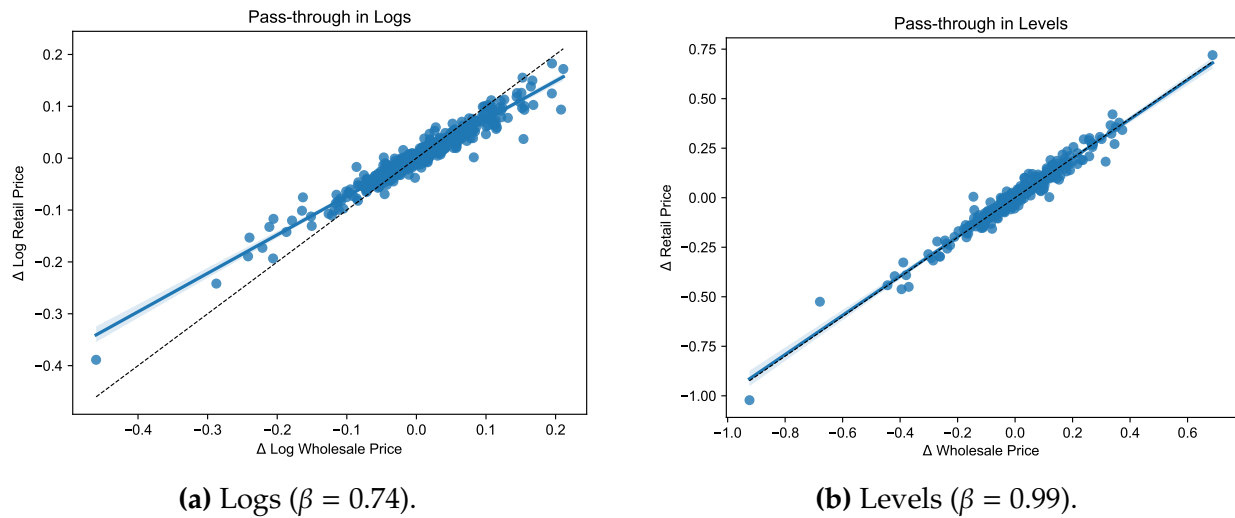 Pass-through in Logs
0.2
0.1
0.0
−0.1
−0.2
−0.3
−0.4
Δ Log Retail Price
−0.4 −0.3 −0.2 −0.1 0.0 0.1 0.2
Δ Log Wholesale Price
(a) Logs (β = 0.74).
Pass-through in Levels
0.75
0.50
0.25
0.00
−0.25
−0.50
−0.75
−1.00
Δ Retail Price
−1.0 −0.8 −0.6 −0.4 −0.2 0.0 0.2 0.4 0.6
Δ Wholesale Price
(b) Levels (β = 0.99).